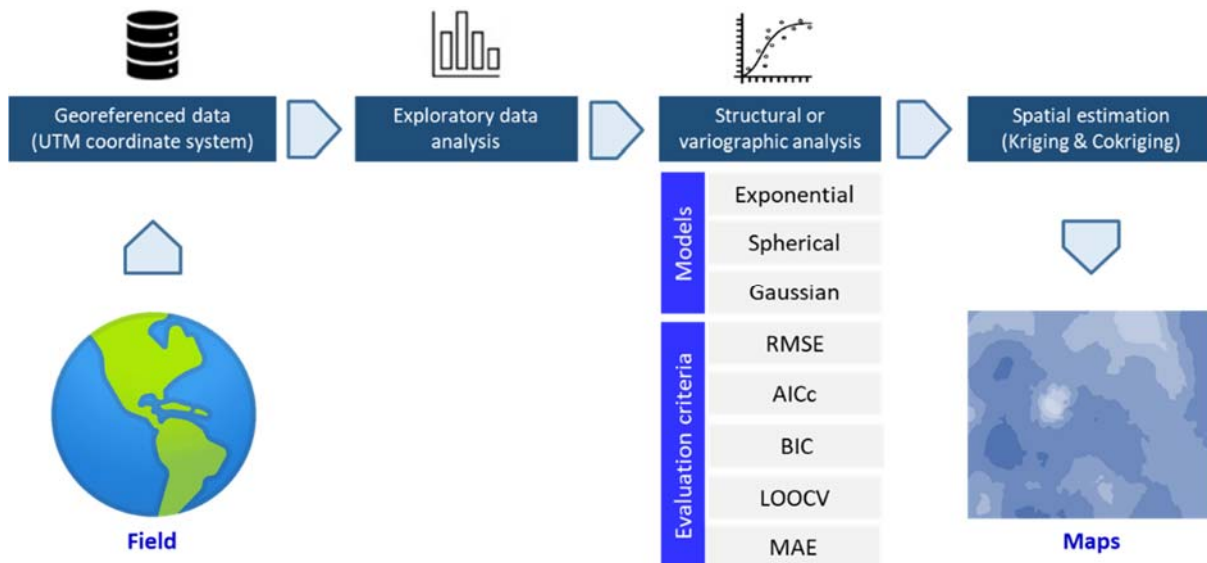 Georeferenced data
(UTM coordinate system)
Exploratory data
analysis
Structural or
variographic analysis
Spatial estimation
(Kriging & Cokriging)
Models
Exponential
Spherical
Gaussian
Evaluation criteria
RMSE
AICc
BIC
LOOCV
MAE
Field
Maps